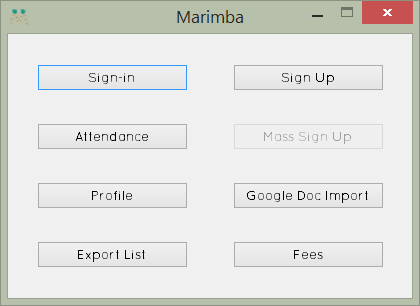 Marimba
Sign-in
Sign Up
Attendance
Mass Sign Up
Profile
Google Doc Import
Export List
Fees